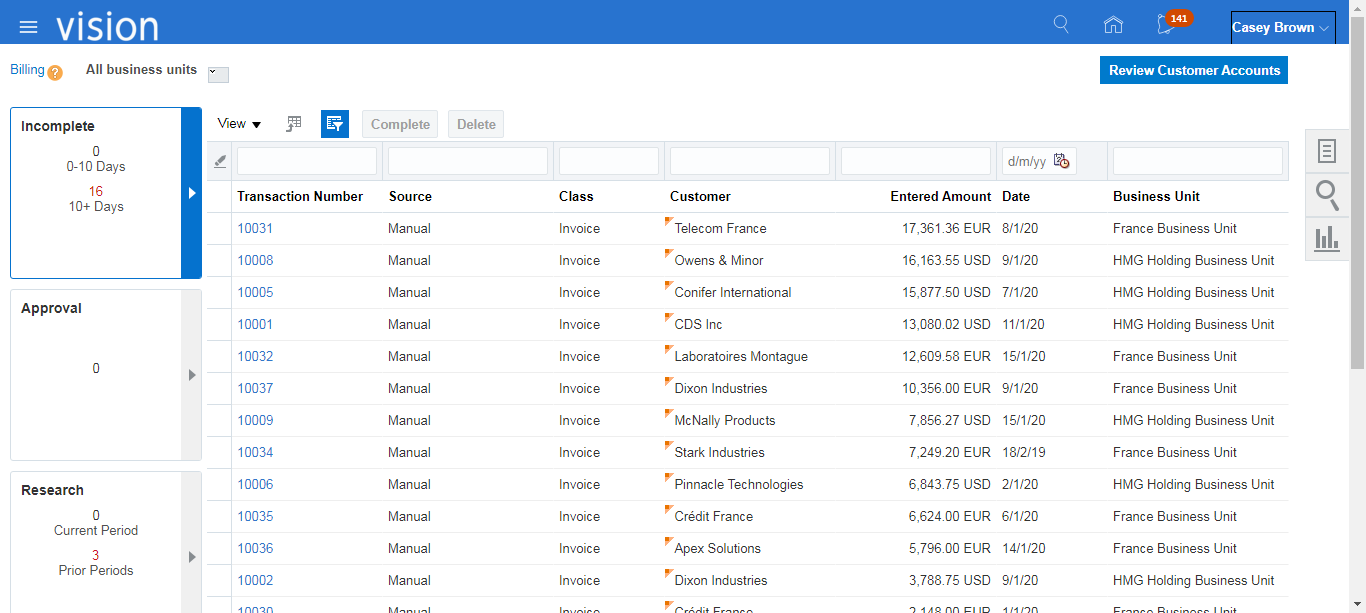 vision
141
Casey Brown
Billing ? All business units
Review Customer Accounts
Incomplete
0
0-10 Days
16
10+ Days
Approval
0
Research
0
Current Period
3
Prior Periods
View Complete Delete
d/m/yy
Transaction Number Source Class Customer Entered Amount Date Business Unit
10031 Manual Invoice Telecom France 17,361.36 EUR 8/1/20 France Business Unit
10008 Manual Invoice Owens & Minor 16,163.55 USD 9/1/20 HMG Holding Business Unit
10005 Manual Invoice Conifer International 15,877.50 USD 7/1/20 HMG Holding Business Unit
10001 Manual Invoice CDS Inc 13,080.02 USD 11/1/20 HMG Holding Business Unit
10032 Manual Invoice Laboratoires Montague 12,609.58 EUR 15/1/20 France Business Unit
10037 Manual Invoice Dixon Industries 10,356.00 EUR 9/1/20 France Business Unit
10009 Manual Invoice McNally Products 7,856.27 USD 15/1/20 HMG Holding Business Unit
10034 Manual Invoice Stark Industries 7,249.20 EUR 18/2/19 France Business Unit
10006 Manual Invoice Pinnacle Technologies 6,843.75 USD 2/1/20 HMG Holding Business Unit
10035 Manual Invoice Crédit France 6,624.00 EUR 6/1/20 France Business Unit
10036 Manual Invoice Apex Solutions 5,796.00 EUR 14/1/20 France Business Unit
10002 Manual Invoice Dixon Industries 3,788.75 USD 9/1/20 HMG Holding Business Unit
10030 Manual Invoice Crédit France 2,148.00 EUR 1/1/20 France Business Unit